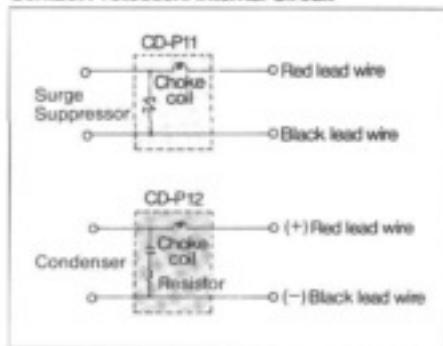 CD-P11
Choke
coil
Red lead wire
Surge
Suppressor
Black lead wire
CD-P12
(+) Red lead wire
Choke
coil
Condenser
Resistor
(−) Black lead wire